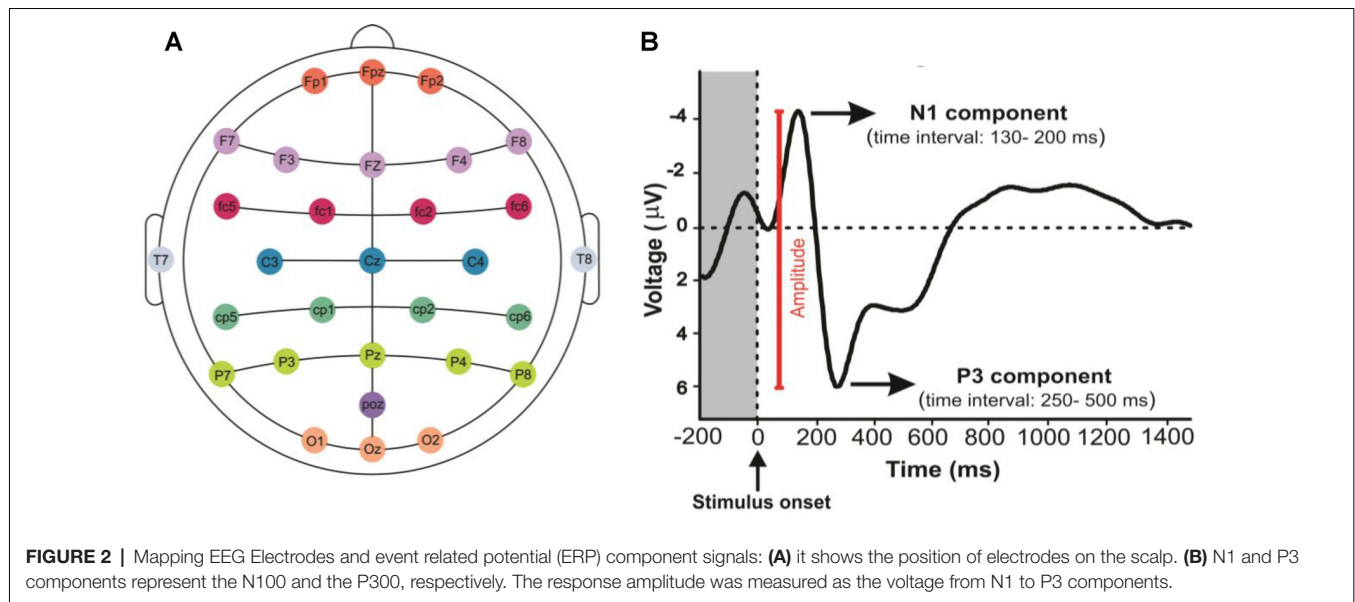 A
Fp1 Fpz Fp2
F7 F3 FZ F4 F8
fc5 fc1 fc2 fc6
T7 C3 Cz C4 T8
cp5 cp1 cp2 cp6
P7 P3 Pz P4 P8
poz
O1 Oz O2
B
Voltage (μV)
-4
-2
0
2
4
6
Amplitude
N1 component
(time interval: 130- 200 ms)
P3 component
(time interval: 250- 500 ms)
-200 0 200 400 600 800 1000 1200 1400
Time (ms)
Stimulus onset
FIGURE 2 | Mapping EEG Electrodes and event related potential (ERP) component signals: (A) it shows the position of electrodes on the scalp. (B) N1 and P3
components represent the N100 and the P300, respectively. The response amplitude was measured as the voltage from N1 to P3 components.